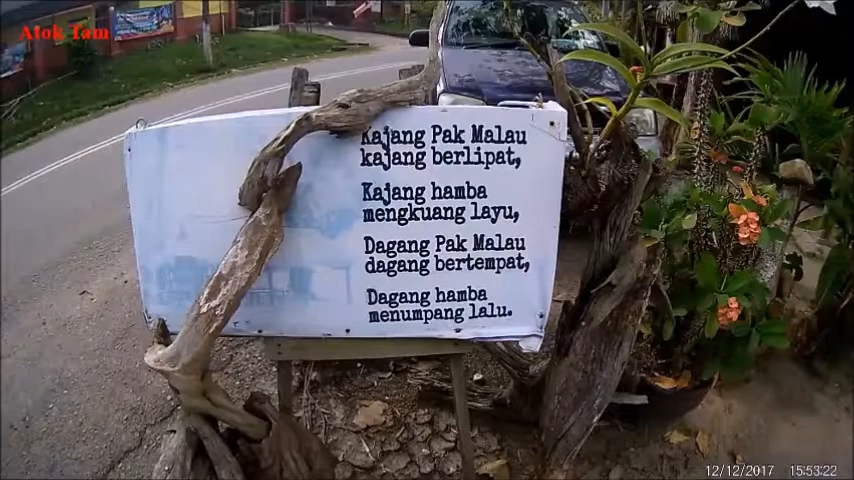 Atok Tam
Kajang Pak Malau
kajang berlipat,
Kajang hamba
mengkuang layu,
Dagang Pak Malau
dagang bertempat,
Dagang hamba
menumpang lalu.
12/12/2017 15:53:22